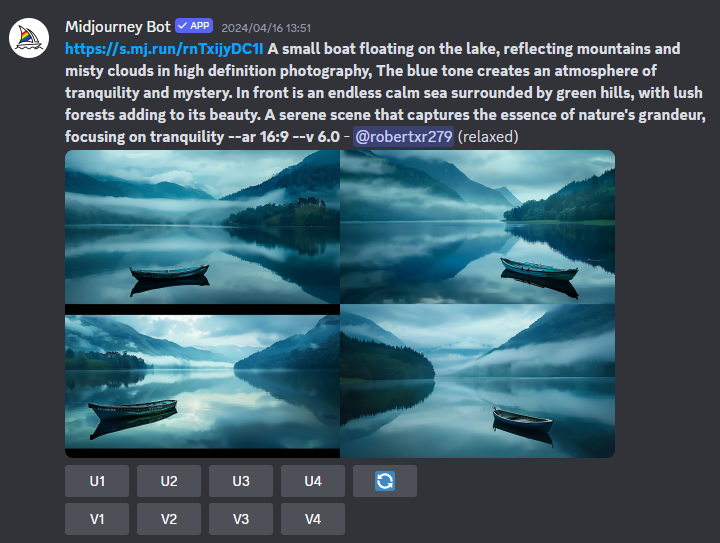 Midjourney Bot ✓ APP 2024/04/16 13:51
https://s.mj.run/rnTxijyDC1I A small boat floating on the lake, reflecting mountains and
misty clouds in high definition photography, The blue tone creates an atmosphere of
tranquility and mystery. In front is an endless calm sea surrounded by green hills, with lush
forests adding to its beauty. A serene scene that captures the essence of nature's grandeur,
focusing on tranquility --ar 16:9 --v 6.0 - @robertxr279 (relaxed)
U1 U2 U3 U4
V1 V2 V3 V4